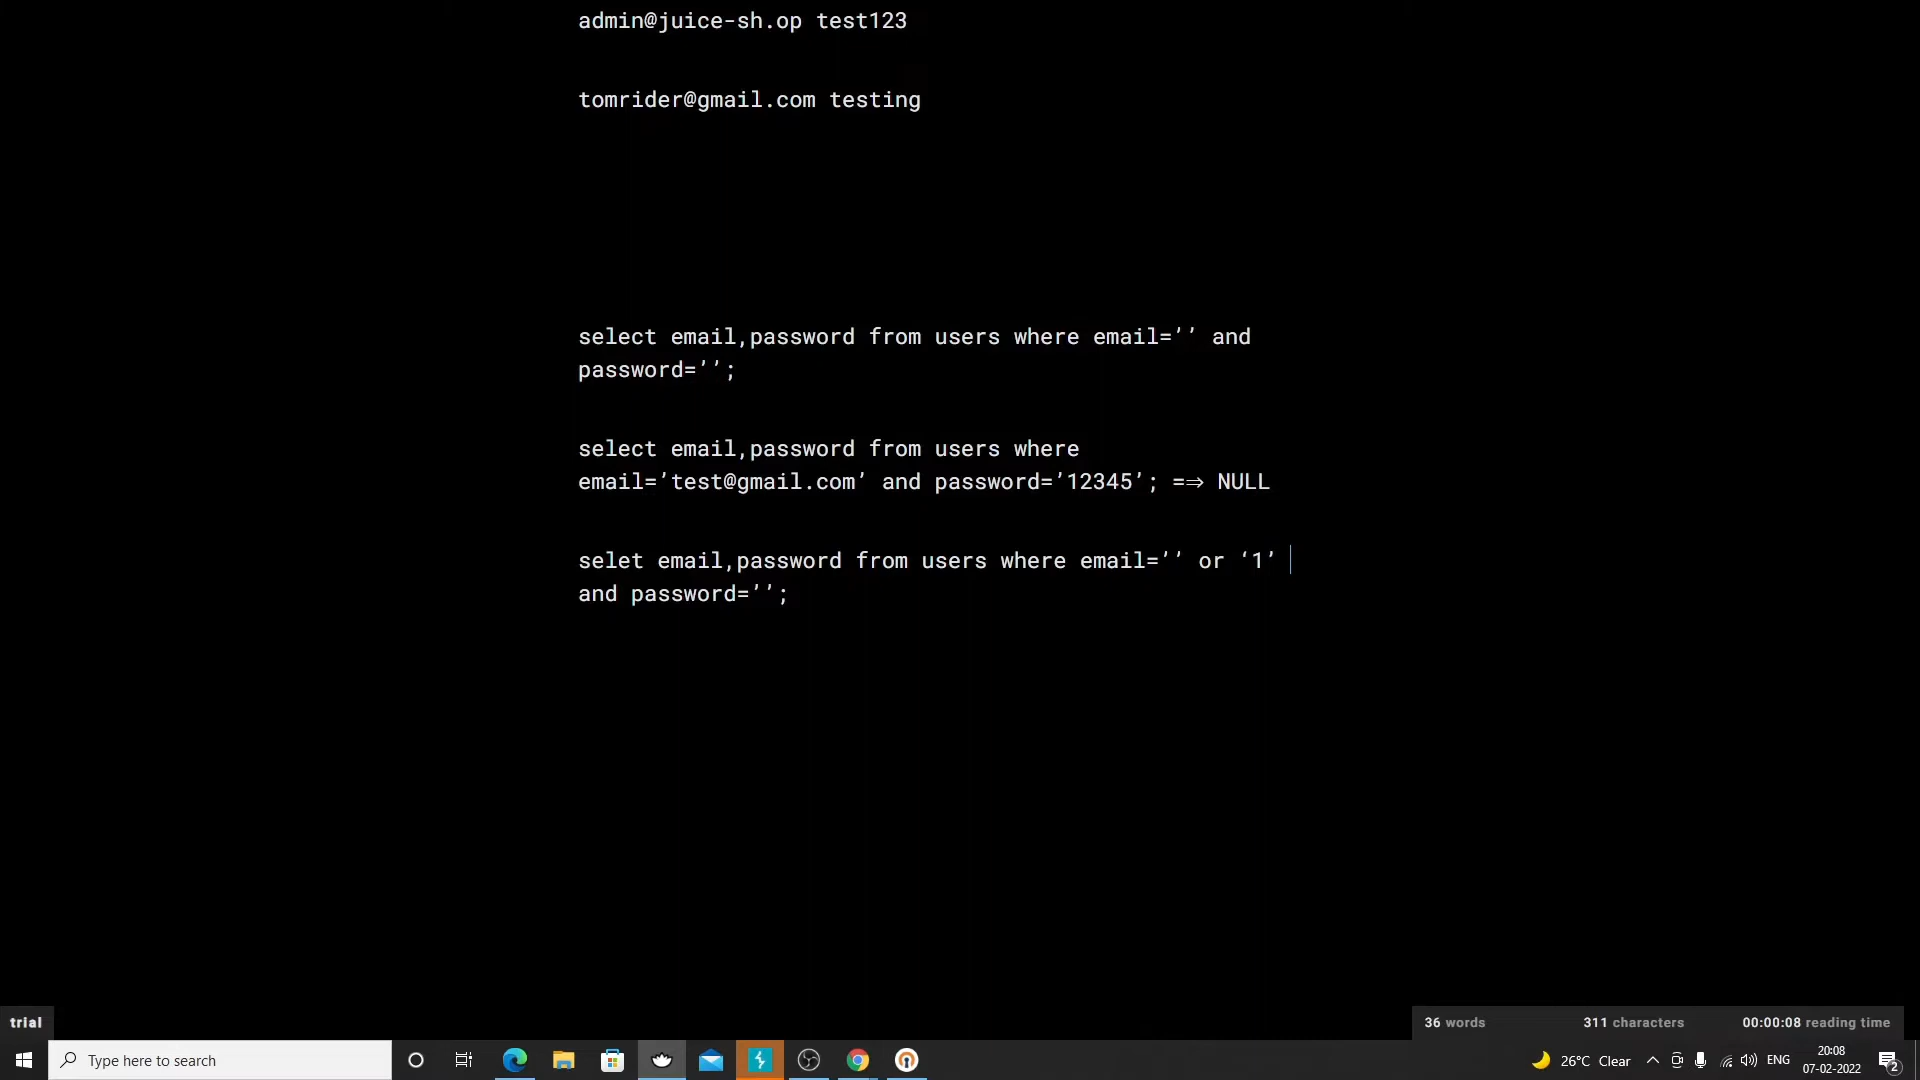 admin@juice-sh.op test123
tomrider@gmail.com testing
select email,password from users where email=’’ and
password=’’;
select email,password from users where
email=’test@gmail.com’ and password=’12345’; ==> NULL
selet email,password from users where email=’’ or ‘1’
and password=’’;
trial
36 words 311 characters 00:00:08 reading time
Type here to search
26°C Clear
ENG
20:08
07-02-2022
2